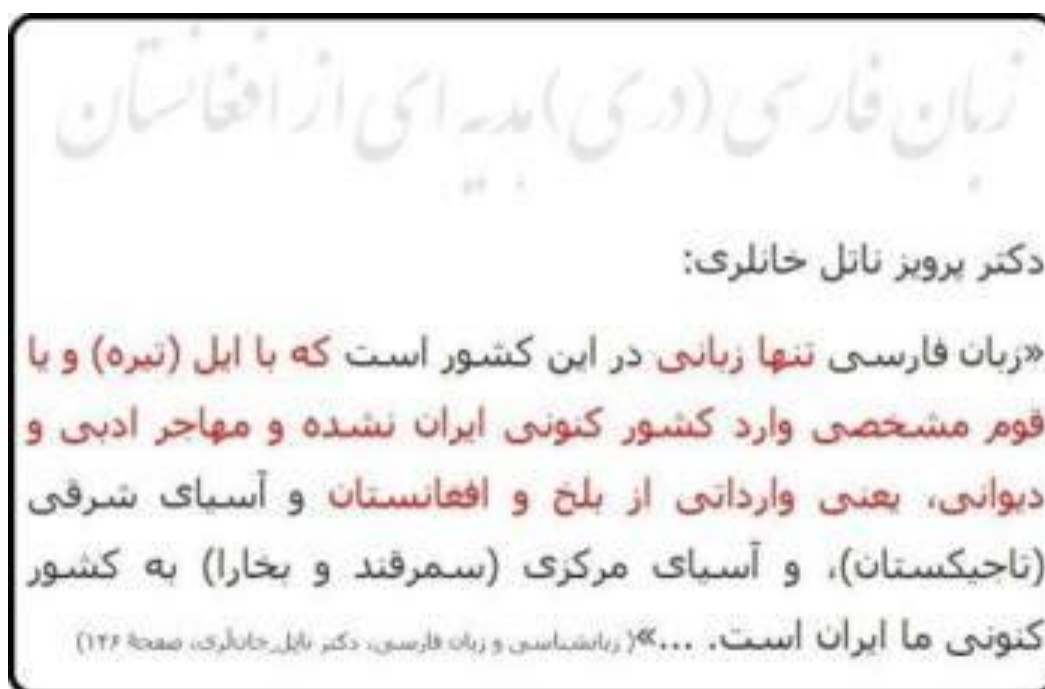 زبان فارسی (دری) هدیه ای از افغانستان
دکتر پرویز ناتل خانلری:
«زبان فارسی تنها زبانی در این کشور است که با ایل (تیره) و یا
قوم مشخصی وارد کشور کنونی ایران نشده و مهاجر ادبی و
دیوانی، یعنی وارداتی از بلخ و افغانستان و آسیای شرقی
(تاجیکستان)، و آسیای مرکزی (سمرقند و بخارا) به کشور
کنونی ما ایران است. ...»( زبانشناسی و زبان فارسی، دکتر ناتل خانلری، صفحهٔ ۱۴۶)